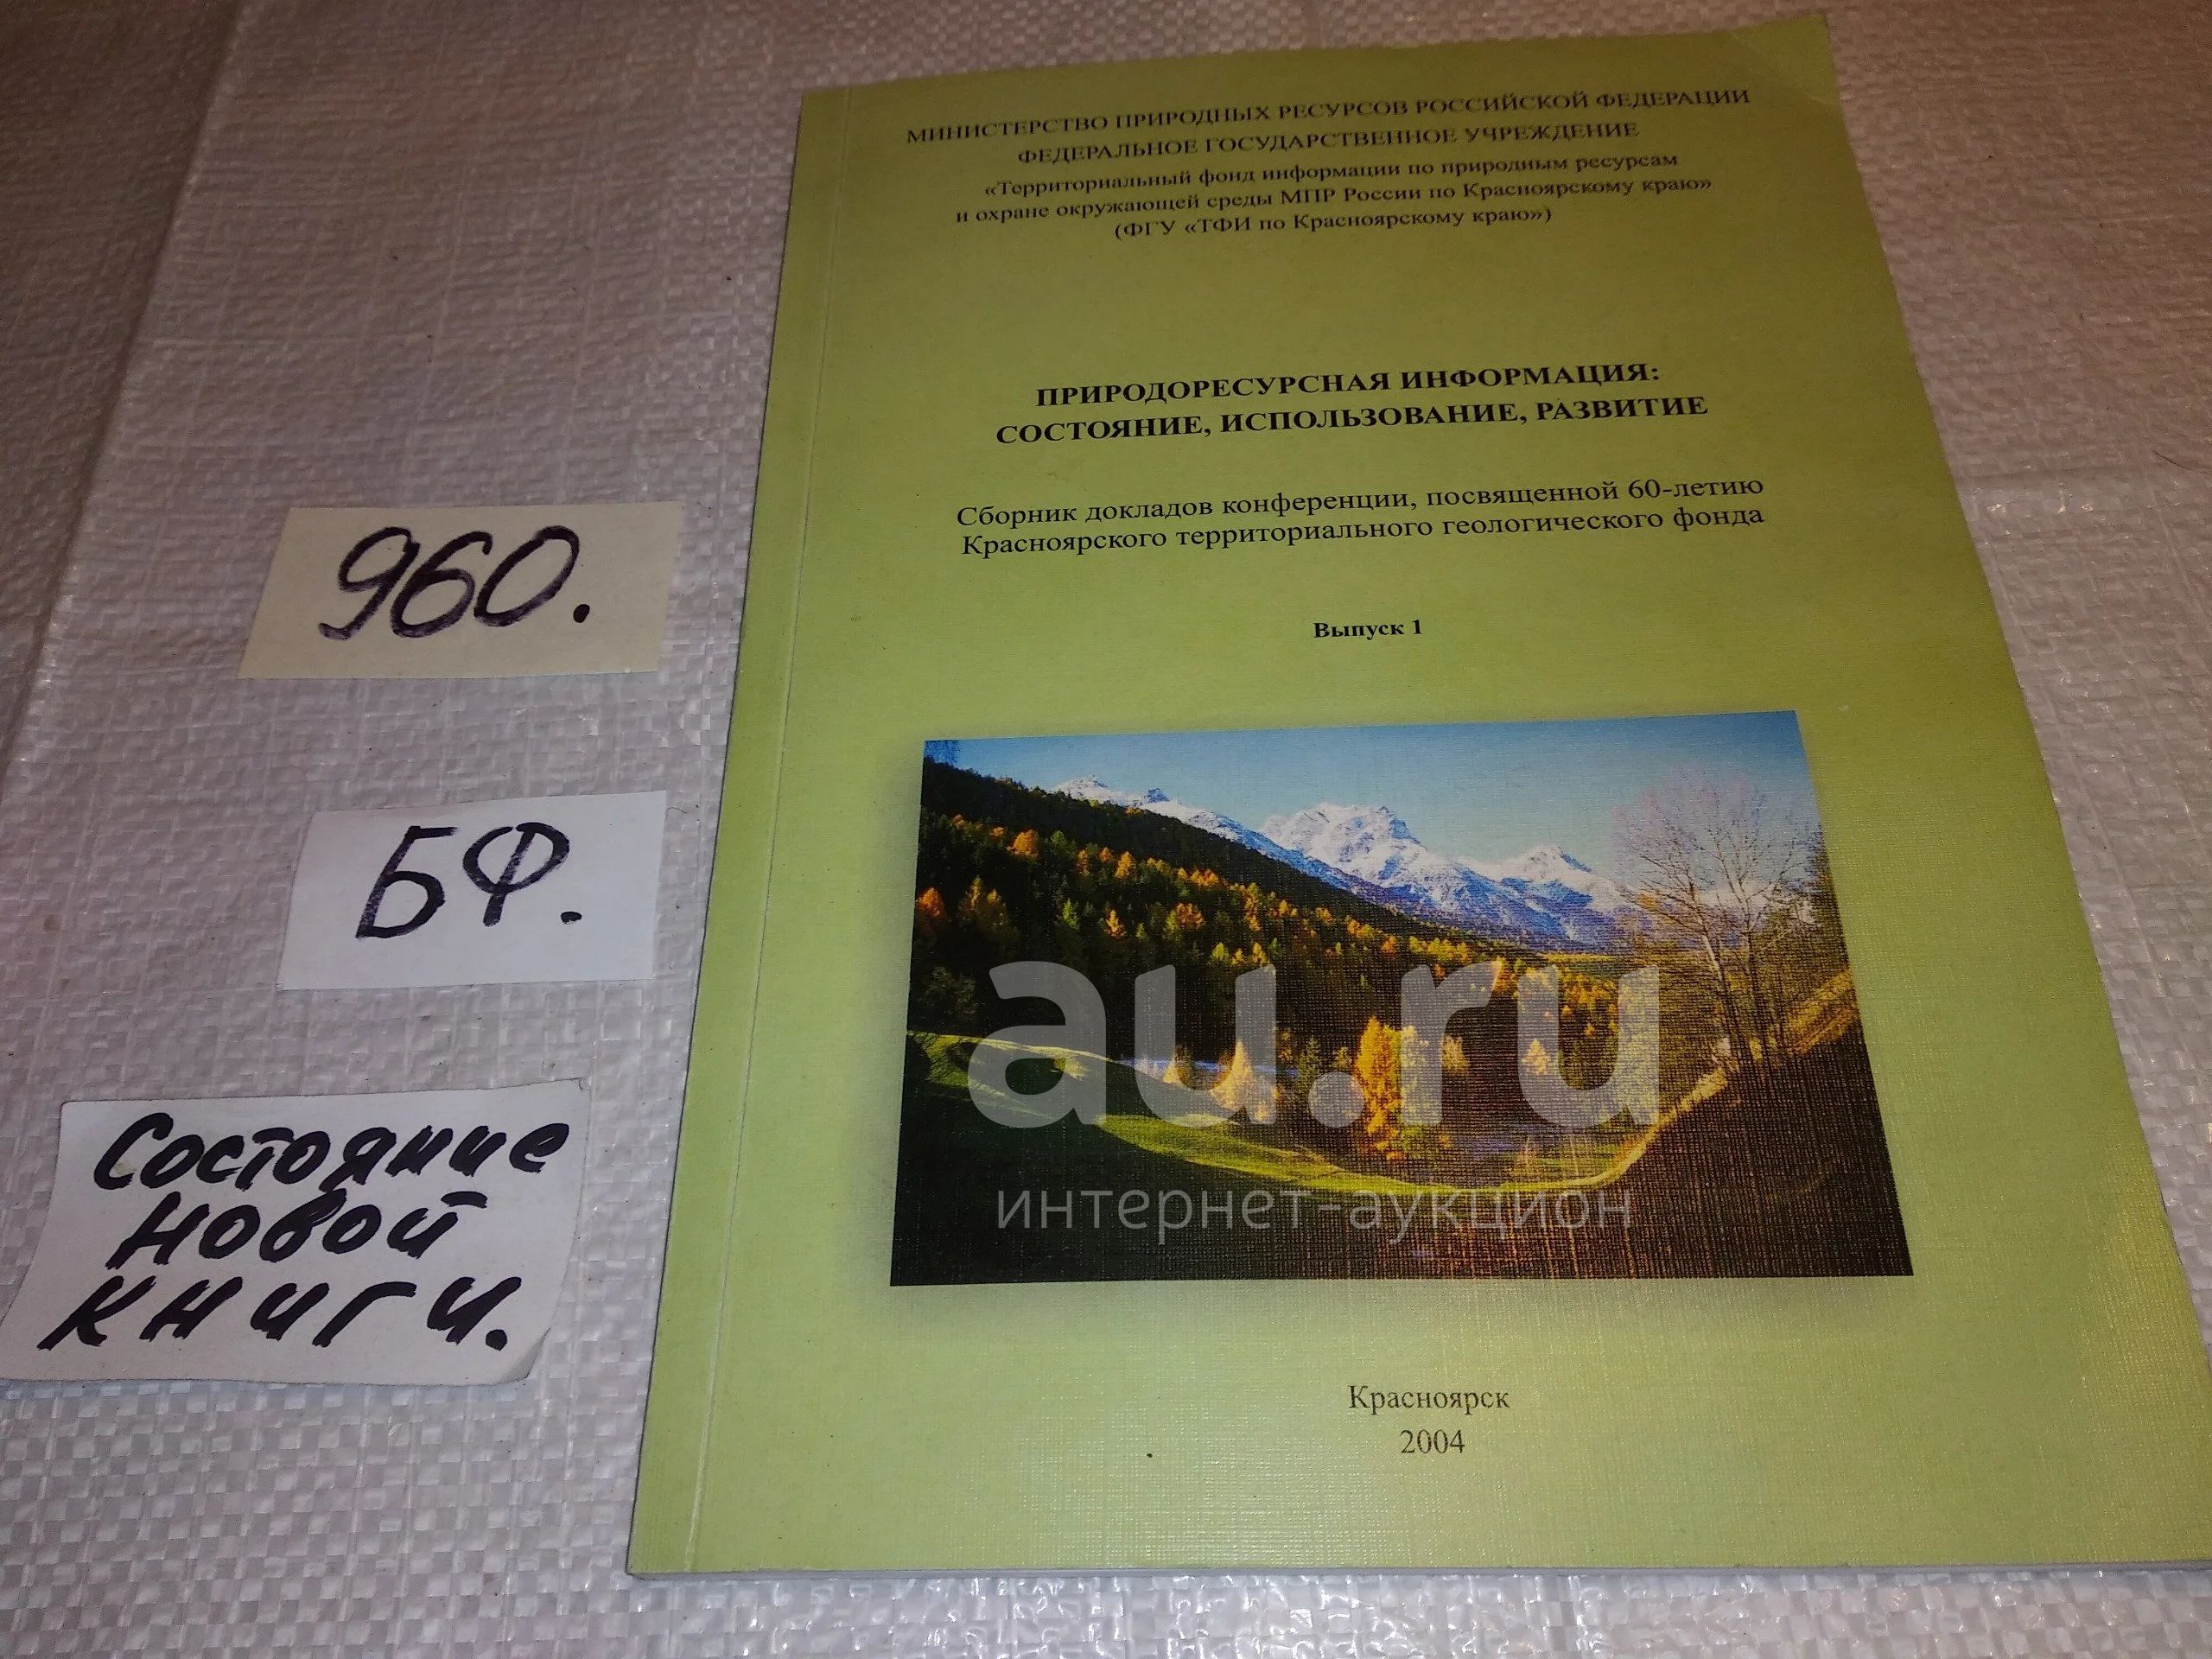 МИНИСТЕРСТВО ПРИРОДНЫХ РЕСУРСОВ РОССИЙСКОЙ ФЕДЕРАЦИИ
ФЕДЕРАЛЬНОЕ ГОСУДАРСТВЕННОЕ УЧРЕЖДЕНИЕ
«Территориальный фонд информации по природным ресурсам
и охране окружающей среды МПР России по Красноярскому краю»
(ФГУ «ТФИ по Красноярскому краю»)
ПРИРОДОРЕСУРСНАЯ ИНФОРМАЦИЯ:
СОСТОЯНИЕ, ИСПОЛЬЗОВАНИЕ, РАЗВИТИЕ
Сборник докладов конференции, посвященной 60-летию
Красноярского территориального геологического фонда
Выпуск 1
Красноярск
2004
960.
БФ.
Состояние
новой
книги.
au.ru
интернет-аукцион